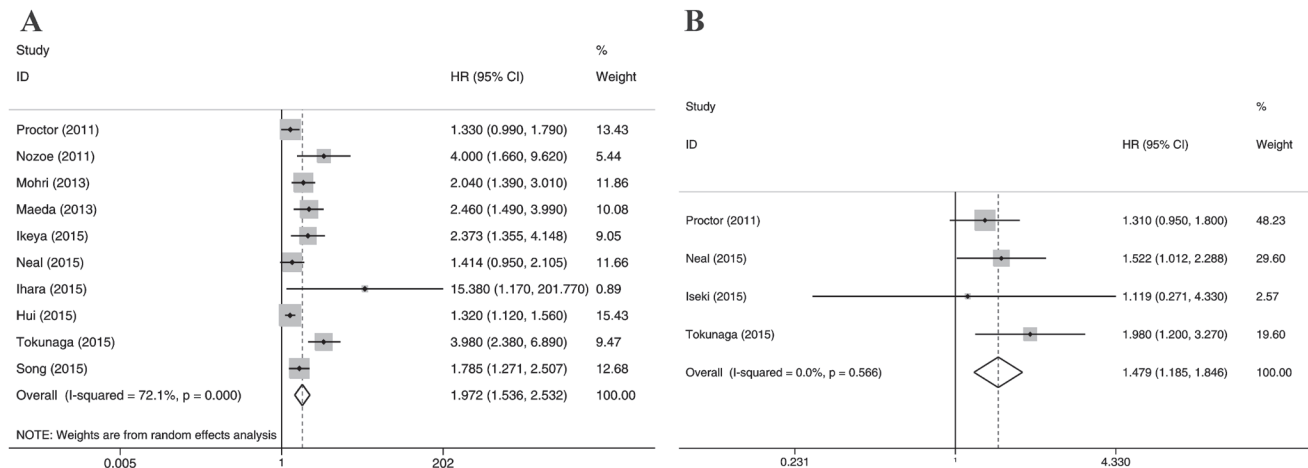 A
Study %
ID HR (95% CI) Weight
Proctor (2011) 1.330 (0.990, 1.790) 13.43
Nozoe (2011) 4.000 (1.660, 9.620) 5.44
Mohri (2013) 2.040 (1.390, 3.010) 11.86
Maeda (2013) 2.460 (1.490, 3.990) 10.08
Ikeya (2015) 2.373 (1.355, 4.148) 9.05
Neal (2015) 1.414 (0.950, 2.105) 11.66
Ihara (2015) 15.380 (1.170, 201.770) 0.89
Hui (2015) 1.320 (1.120, 1.560) 15.43
Tokunaga (2015) 3.980 (2.380, 6.890) 9.47
Song (2015) 1.785 (1.271, 2.507) 12.68
Overall (I-squared = 72.1%, p = 0.000) 1.972 (1.536, 2.532) 100.00
NOTE: Weights are from random effects analysis
0.005 1 202
B
Study %
ID HR (95% CI) Weight
Proctor (2011) 1.310 (0.950, 1.800) 48.23
Neal (2015) 1.522 (1.012, 2.288) 29.60
Iseki (2015) 1.119 (0.271, 4.330) 2.57
Tokunaga (2015) 1.980 (1.200, 3.270) 19.60
Overall (I-squared = 0.0%, p = 0.566) 1.479 (1.185, 1.846) 100.00
0.231 1 4.330